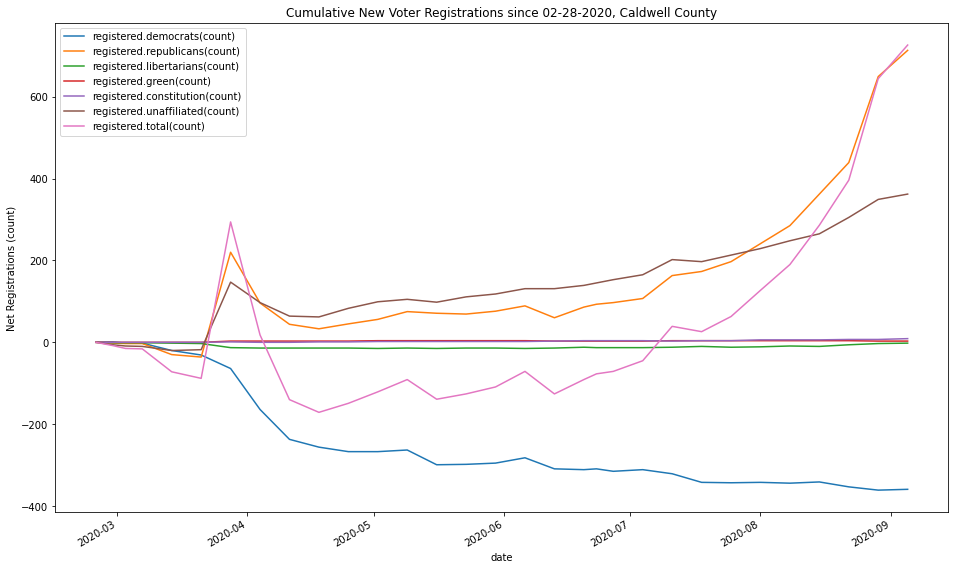 Cumulative New Voter Registrations since 02-28-2020, Caldwell County
registered.democrats(count)
registered.republicans(count)
registered.libertarians(count)
registered.green(count)
registered.constitution(count)
registered.unaffiliated(count)
registered.total(count)
Net Registrations (count)
600
400
200
0
−200
−400
2020-03
2020-04
2020-05
2020-06
2020-07
2020-08
2020-09
date